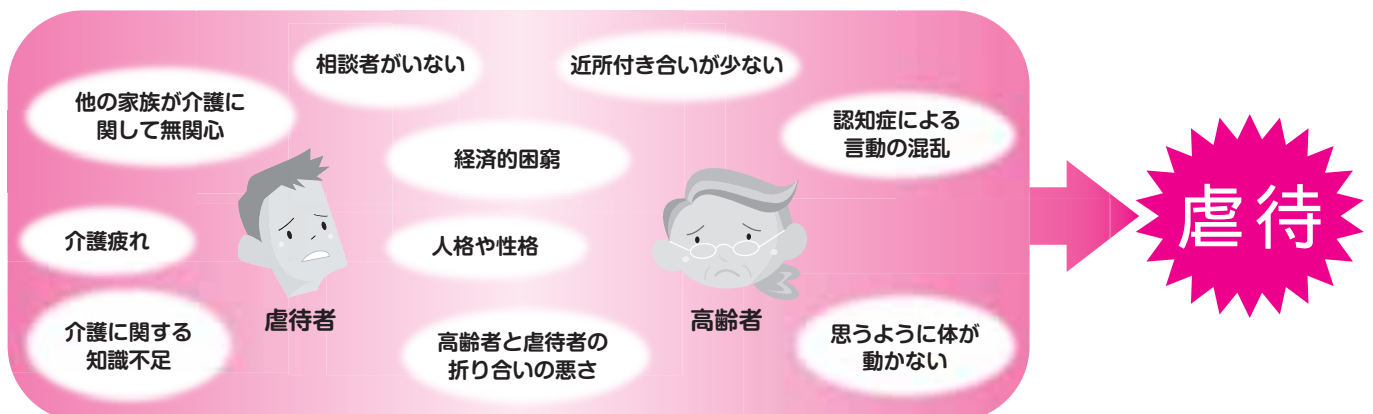 相談者がいない
近所付き合いが少ない
他の家族が介護に
関して無関心
認知症による
言動の混乱
経済的困窮
介護疲れ
人格や性格
虐待者
高齢者
介護に関する
知識不足
高齢者と虐待者の
折り合いの悪さ
思うように体が
動かない
虐待